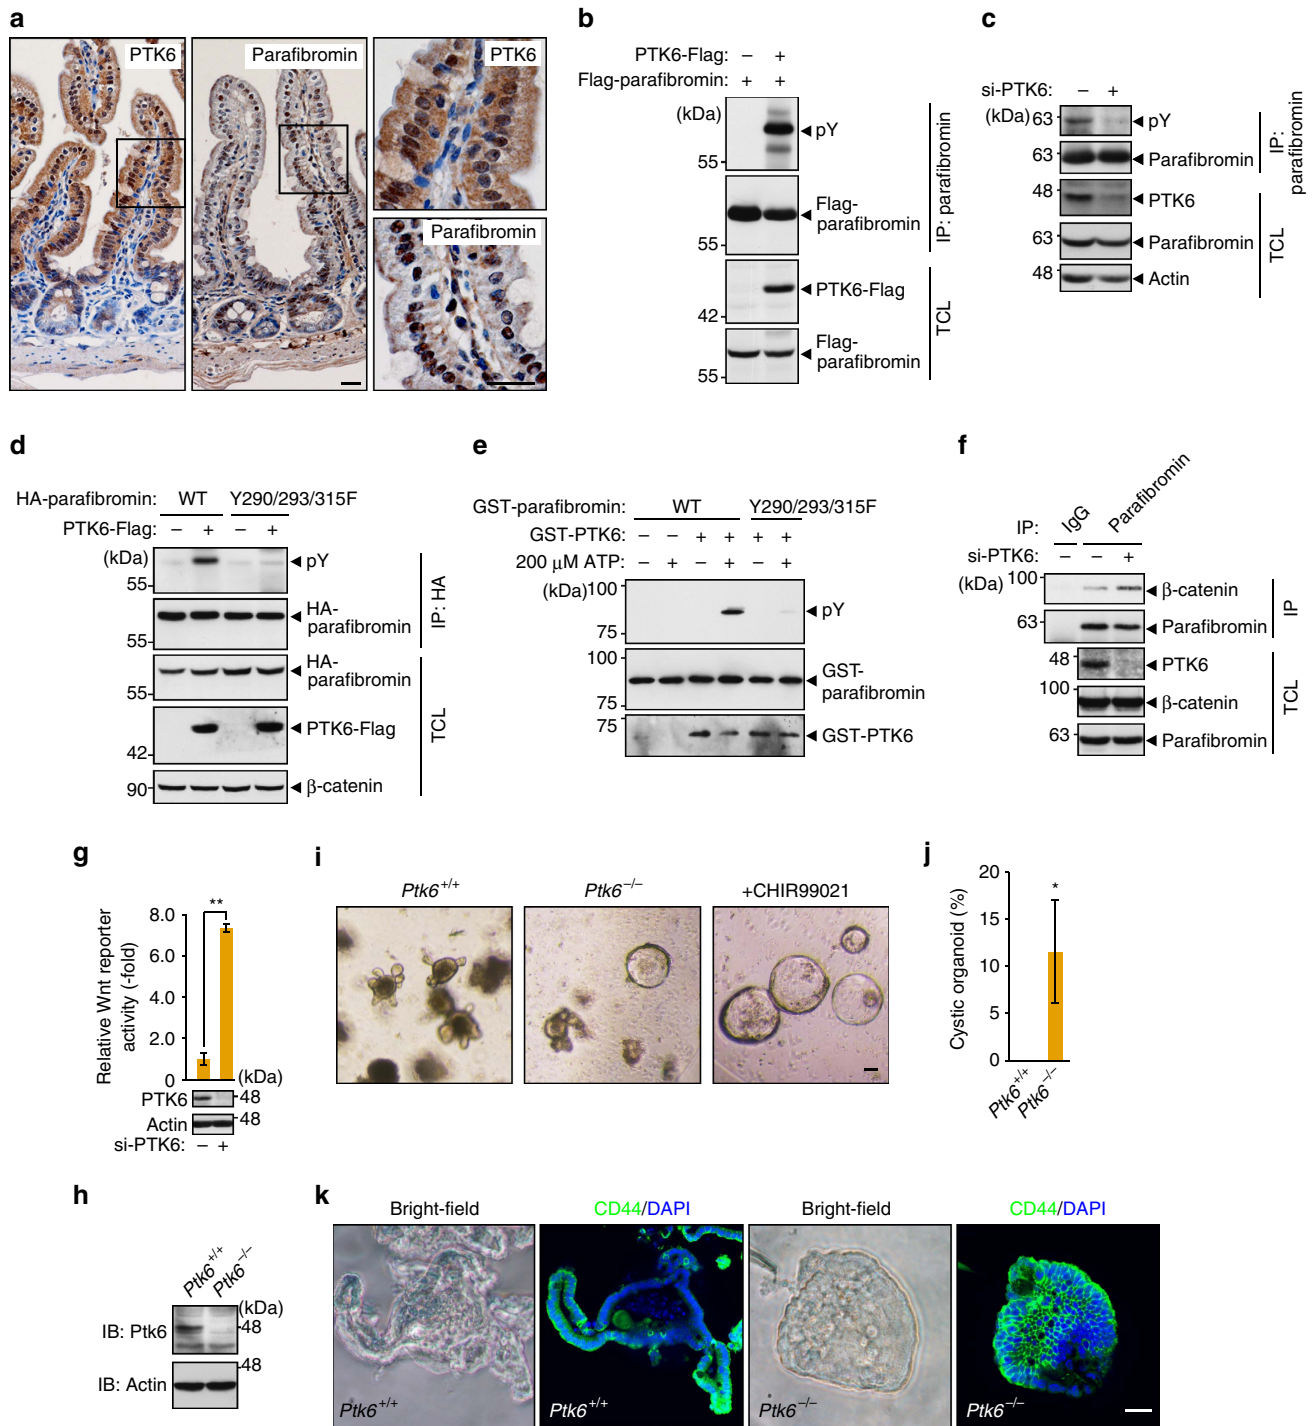 a
PTK6
Parafibromin
PTK6
Parafibromin
b
PTK6-Flag: – +
Flag-parafibromin: + +
(kDa)
55
pY
55
Flag-
parafibromin
IP: parafibromin
42
PTK6-Flag
55
Flag-
parafibromin
TCL
c
si-PTK6: – +
(kDa) 63
pY
63
Parafibromin
IP:
parafibromin
48
PTK6
63
Parafibromin
48
Actin
TCL
d
HA-parafibromin: WT Y290/293/315F
PTK6-Flag: – + – +
(kDa)
55
pY
55
HA-
parafibromin
IP: HA
55
HA-
parafibromin
42
PTK6-Flag
90
β-catenin
TCL
e
GST-parafibromin: WT Y290/293/315F
GST-PTK6: – – + + + +
200 μM ATP: – + – + – +
(kDa) 100
75
pY
100
75
GST-
parafibromin
75
GST-PTK6
f
IP: IgG Parafibromin
si-PTK6: – – +
(kDa) 100
β-catenin
63
Parafibromin
IP
48
PTK6
100
β-catenin
63
Parafibromin
TCL
g
Relative Wnt reporter
activity (-fold)
8.0
6.0
4.0
2.0
0
**
(kDa)
PTK6 48
Actin 48
si-PTK6: – +
h
Ptk6+/+ Ptk6–/–
(kDa)
IB: Ptk6 48
48
IB: Actin
i
Ptk6+/+
Ptk6–/–
+CHIR99021
j
Cystic organoid (%)
20
15
10
5
0
*
Ptk6+/+
Ptk6–/–
k
Bright-field
CD44/DAPI
Bright-field
CD44/DAPI
Ptk6+/+
Ptk6+/+
Ptk6–/–
Ptk6–/–